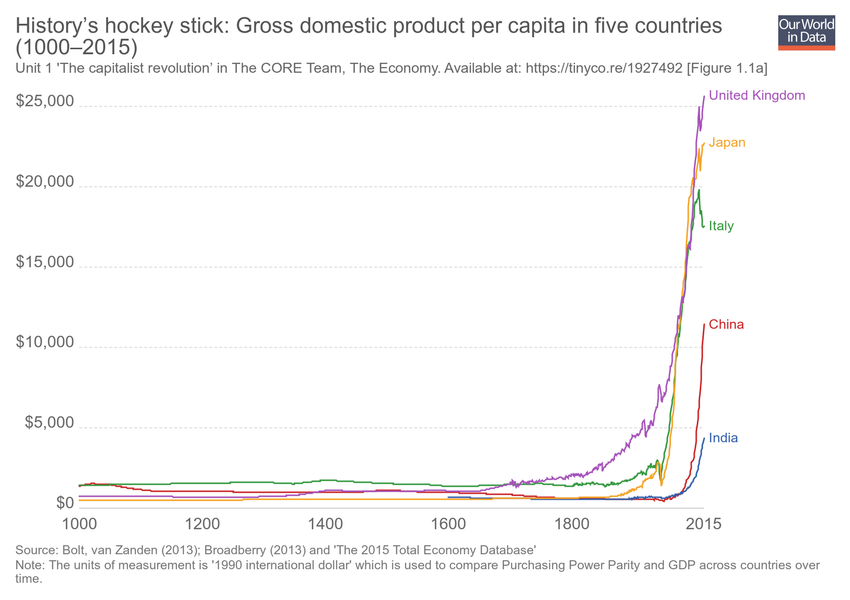 History's hockey stick: Gross domestic product per capita in five countries
(1000–2015)
Our World
in Data
Unit 1 'The capitalist revolution’ in The CORE Team, The Economy. Available at: https://tinyco.re/1927492 [Figure 1.1a]
$25,000
$20,000
$15,000
$10,000
$5,000
$0
United Kingdom
Japan
Italy
China
India
1000
1200
1400
1600
1800
2015
Source: Bolt, van Zanden (2013); Broadberry (2013) and 'The 2015 Total Economy Database'
Note: The units of measurement is '1990 international dollar' which is used to compare Purchasing Power Parity and GDP across countries over
time.